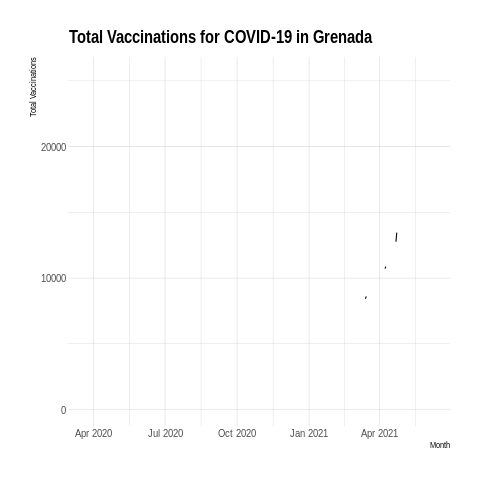 Total Vaccinations for COVID-19 in Grenada
Total Vaccinations
20000
10000
0
Apr 2020 Jul 2020 Oct 2020 Jan 2021 Apr 2021
Month